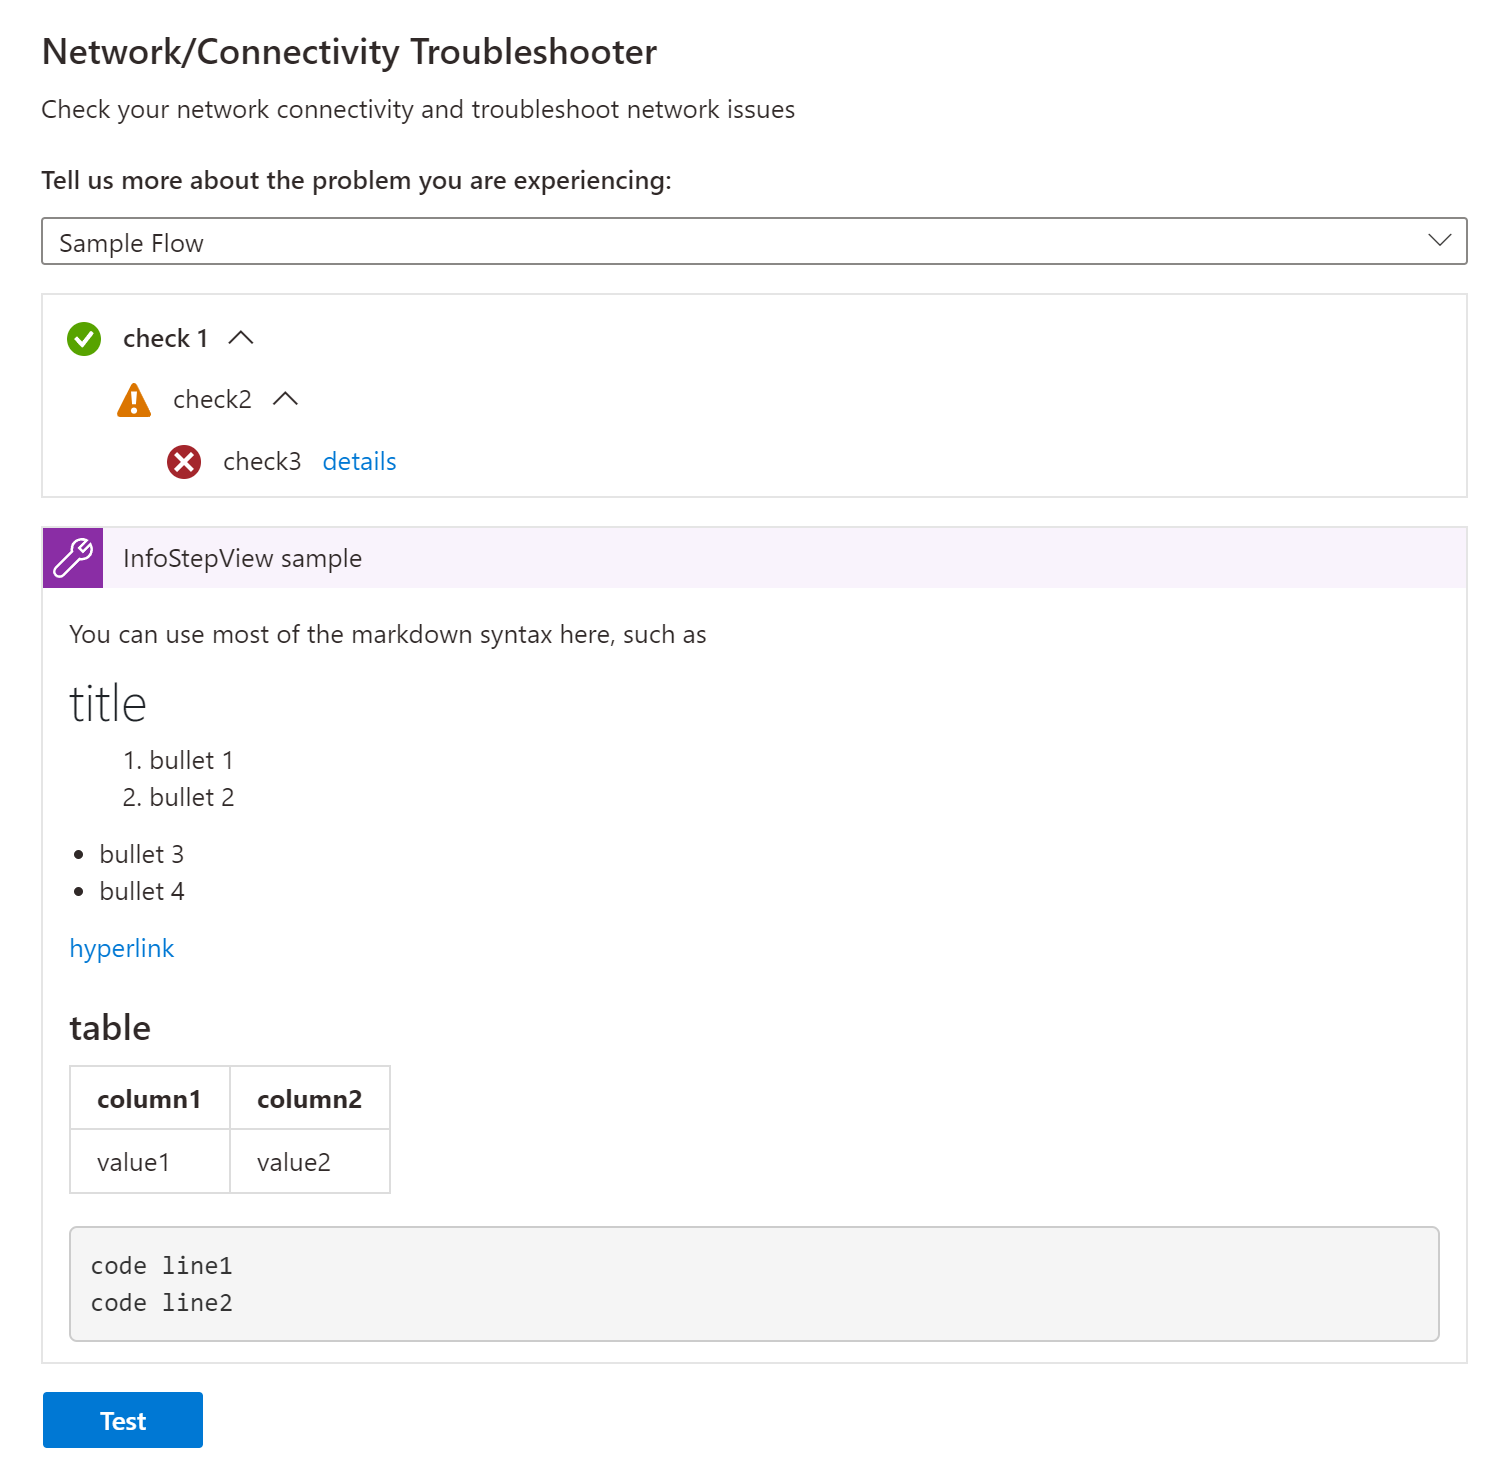 Network/Connectivity Troubleshooter
Check your network connectivity and troubleshoot network issues
Tell us more about the problem you are experiencing:
Sample Flow
check 1
check2
check3 details
InfoStepView sample
You can use most of the markdown syntax here, such as
title
1. bullet 1
2. bullet 2
• bullet 3
• bullet 4
hyperlink
table
column1 column2
value1 value2
code line1
code line2
Test